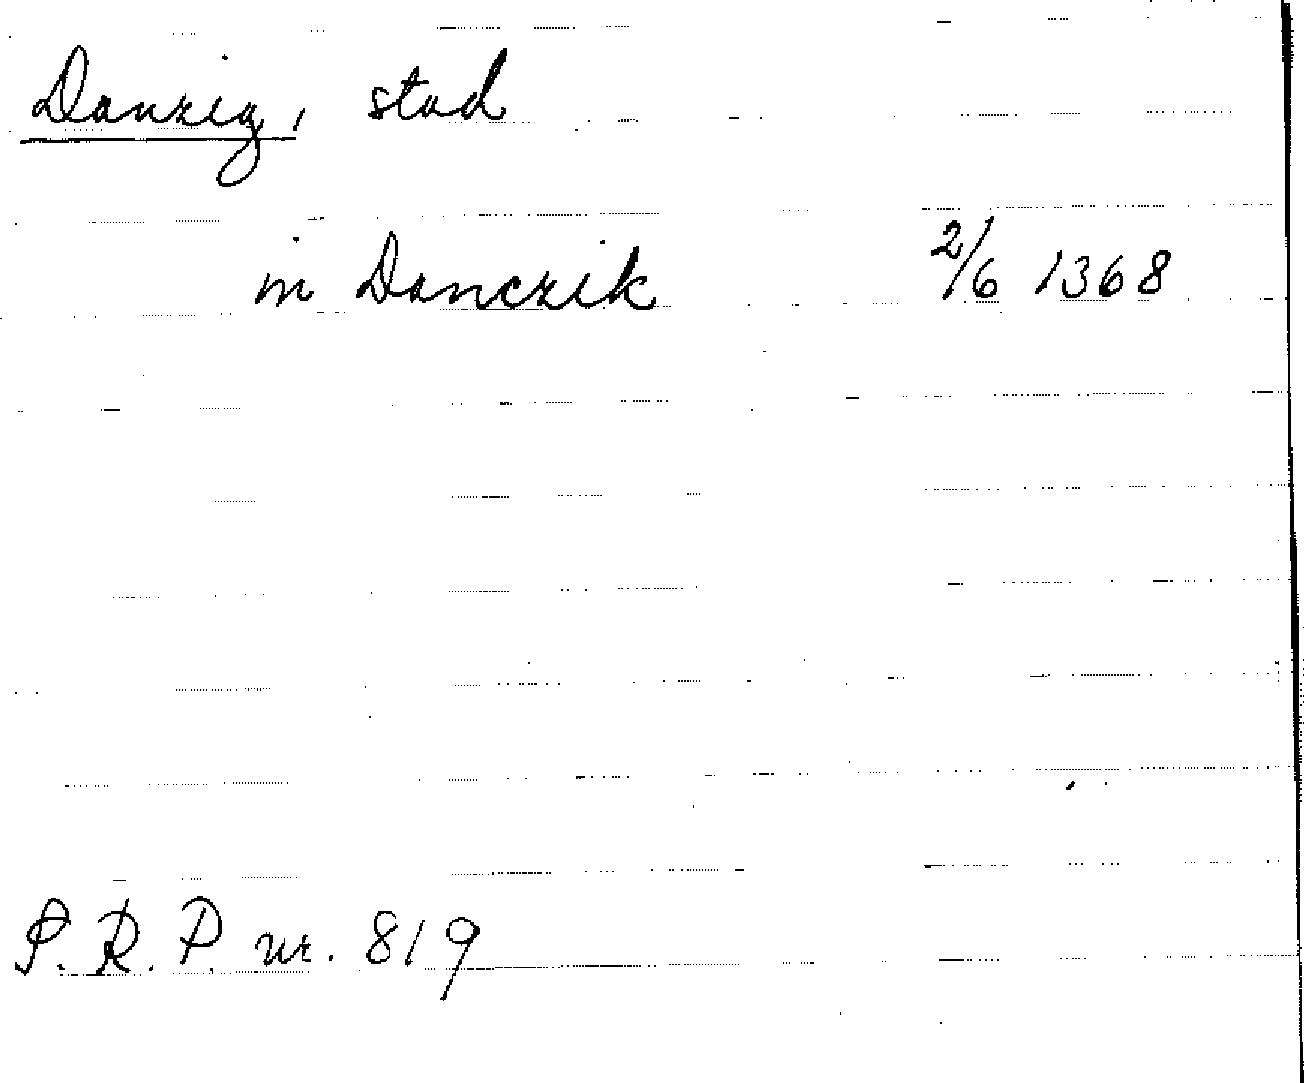 Danzig, stad
in Danczik 2/6 1368
S.R.P. nr. 819